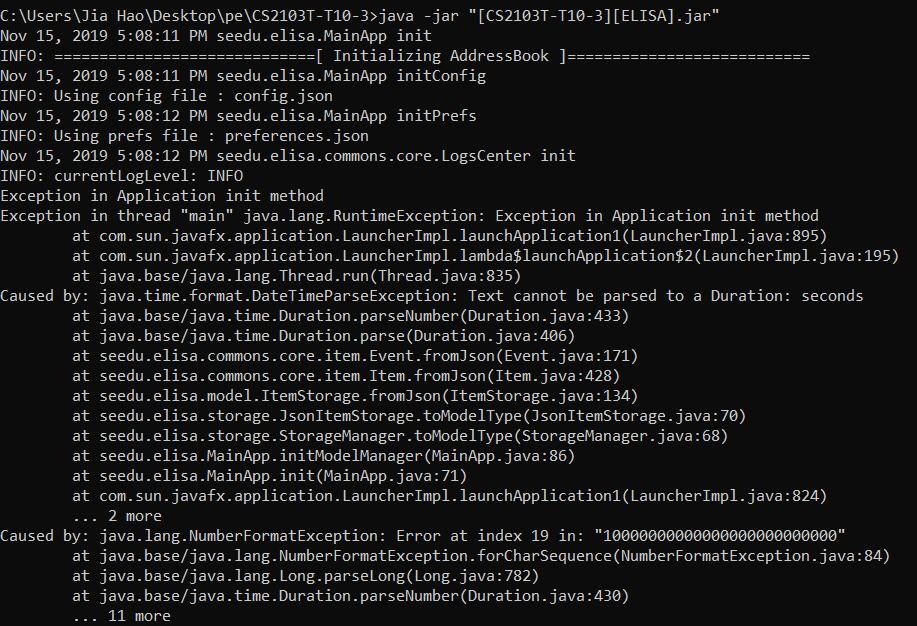 C:\Users\Jia Hao\Desktop\pe\CS2103T-T10-3>java -jar "[CS2103T-T10-3][ELISA].jar"
Nov 15, 2019 5:08:11 PM seedu.elisa.MainApp init
INFO: =============================[ Initializing AddressBook ]===========================
Nov 15, 2019 5:08:11 PM seedu.elisa.MainApp initConfig
INFO: Using config file : config.json
Nov 15, 2019 5:08:12 PM seedu.elisa.MainApp initPrefs
INFO: Using prefs file : preferences.json
Nov 15, 2019 5:08:12 PM seedu.elisa.commons.core.LogsCenter init
INFO: currentLogLevel: INFO
Exception in Application init method
Exception in thread "main" java.lang.RuntimeException: Exception in Application init method
        at com.sun.javafx.application.LauncherImpl.launchApplication1(LauncherImpl.java:895)
        at com.sun.javafx.application.LauncherImpl.lambda$launchApplication$2(LauncherImpl.java:195)
        at java.base/java.lang.Thread.run(Thread.java:835)
Caused by: java.time.format.DateTimeParseException: Text cannot be parsed to a Duration: seconds
        at java.base/java.time.Duration.parseNumber(Duration.java:433)
        at java.base/java.time.Duration.parse(Duration.java:406)
        at seedu.elisa.commons.core.item.Event.fromJson(Event.java:171)
        at seedu.elisa.commons.core.item.Item.fromJson(Item.java:428)
        at seedu.elisa.model.ItemStorage.fromJson(ItemStorage.java:134)
        at seedu.elisa.storage.JsonItemStorage.toModelType(JsonItemStorage.java:70)
        at seedu.elisa.storage.StorageManager.toModelType(StorageManager.java:68)
        at seedu.elisa.MainApp.initModelManager(MainApp.java:86)
        at seedu.elisa.MainApp.init(MainApp.java:71)
        at com.sun.javafx.application.LauncherImpl.launchApplication1(LauncherImpl.java:824)
        ... 2 more
Caused by: java.lang.NumberFormatException: Error at index 19 in: "10000000000000000000000000"
        at java.base/java.lang.NumberFormatException.forCharSequence(NumberFormatException.java:84)
        at java.base/java.lang.Long.parseLong(Long.java:782)
        at java.base/java.time.Duration.parseNumber(Duration.java:430)
        ... 11 more